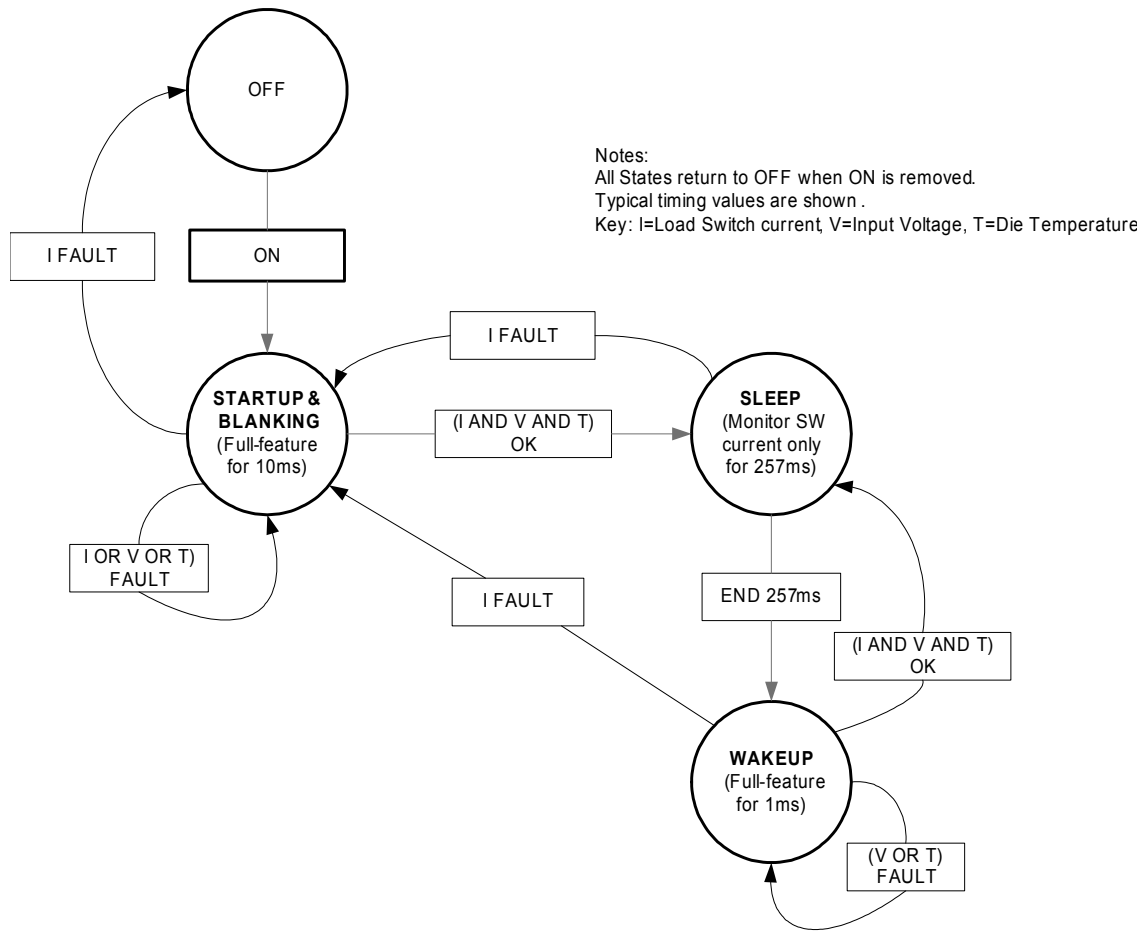 OFF
Notes:
All States return to OFF when ON is removed.
Typical timing values are shown .
Key: I=Load Switch current, V=Input Voltage, T=Die Temperature
I FAULT
ON
I FAULT
STARTUP &
BLANKING
(Full-feature
for 10ms)
(I AND V AND T)
OK
SLEEP
(Monitor SW
current only
for 257ms)
I OR V OR T)
FAULT
I FAULT
END 257ms
(I AND V AND T)
OK
WAKEUP
(Full-feature
for 1ms)
(V OR T)
FAULT